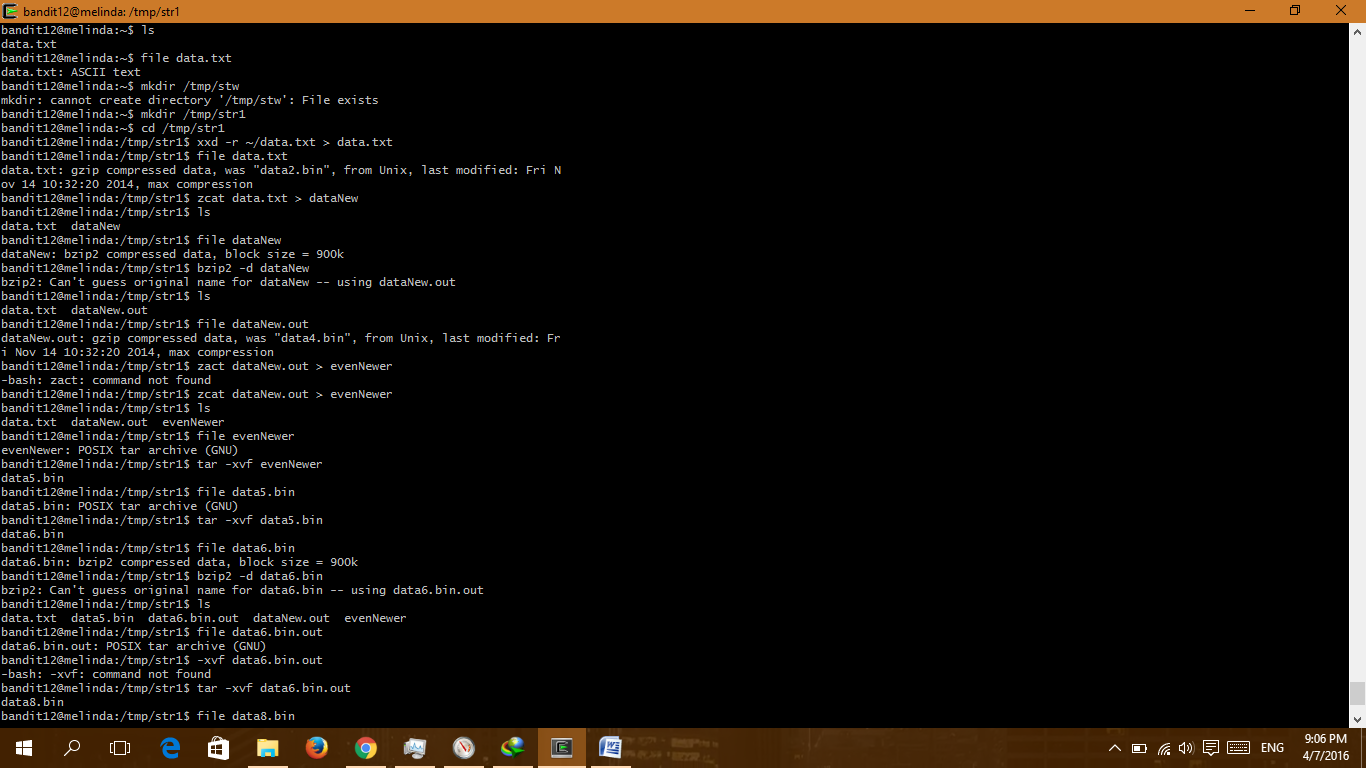 bandit12@melinda: /tmp/str1
bandit12@melinda:~$ ls
data.txt
bandit12@melinda:~$ file data.txt
data.txt: ASCII text
bandit12@melinda:~$ mkdir /tmp/stw
mkdir: cannot create directory '/tmp/stw': File exists
bandit12@melinda:~$ mkdir /tmp/str1
bandit12@melinda:~$ cd /tmp/str1
bandit12@melinda:/tmp/str1$ xxd -r ~/data.txt > data.txt
bandit12@melinda:/tmp/str1$ file data.txt
data.txt: gzip compressed data, was "data2.bin", from Unix, last modified: Fri N
ov 14 10:32:20 2014, max compression
bandit12@melinda:/tmp/str1$ zcat data.txt > dataNew
bandit12@melinda:/tmp/str1$ ls
data.txt  dataNew
bandit12@melinda:/tmp/str1$ file dataNew
dataNew: bzip2 compressed data, block size = 900k
bandit12@melinda:/tmp/str1$ bzip2 -d dataNew
bzip2: Can't guess original name for dataNew -- using dataNew.out
bandit12@melinda:/tmp/str1$ ls
data.txt  dataNew.out
bandit12@melinda:/tmp/str1$ file dataNew.out
dataNew.out: gzip compressed data, was "data4.bin", from Unix, last modified: Fr
i Nov 14 10:32:20 2014, max compression
bandit12@melinda:/tmp/str1$ zact dataNew.out > evenNewer
-bash: zact: command not found
bandit12@melinda:/tmp/str1$ zcat dataNew.out > evenNewer
bandit12@melinda:/tmp/str1$ ls
data.txt  dataNew.out  evenNewer
bandit12@melinda:/tmp/str1$ file evenNewer
evenNewer: POSIX tar archive (GNU)
bandit12@melinda:/tmp/str1$ tar -xvf evenNewer
data5.bin
bandit12@melinda:/tmp/str1$ file data5.bin
data5.bin: POSIX tar archive (GNU)
bandit12@melinda:/tmp/str1$ tar -xvf data5.bin
data6.bin
bandit12@melinda:/tmp/str1$ file data6.bin
data6.bin: bzip2 compressed data, block size = 900k
bandit12@melinda:/tmp/str1$ bzip2 -d data6.bin
bzip2: Can't guess original name for data6.bin -- using data6.bin.out
bandit12@melinda:/tmp/str1$ ls
data.txt  data5.bin  data6.bin.out  dataNew.out  evenNewer
bandit12@melinda:/tmp/str1$ file data6.bin.out
data6.bin.out: POSIX tar archive (GNU)
bandit12@melinda:/tmp/str1$ -xvf data6.bin.out
-bash: -xvf: command not found
bandit12@melinda:/tmp/str1$ tar -xvf data6.bin.out
data8.bin
bandit12@melinda:/tmp/str1$ file data8.bin
ENG
9:06 PM
4/7/2016